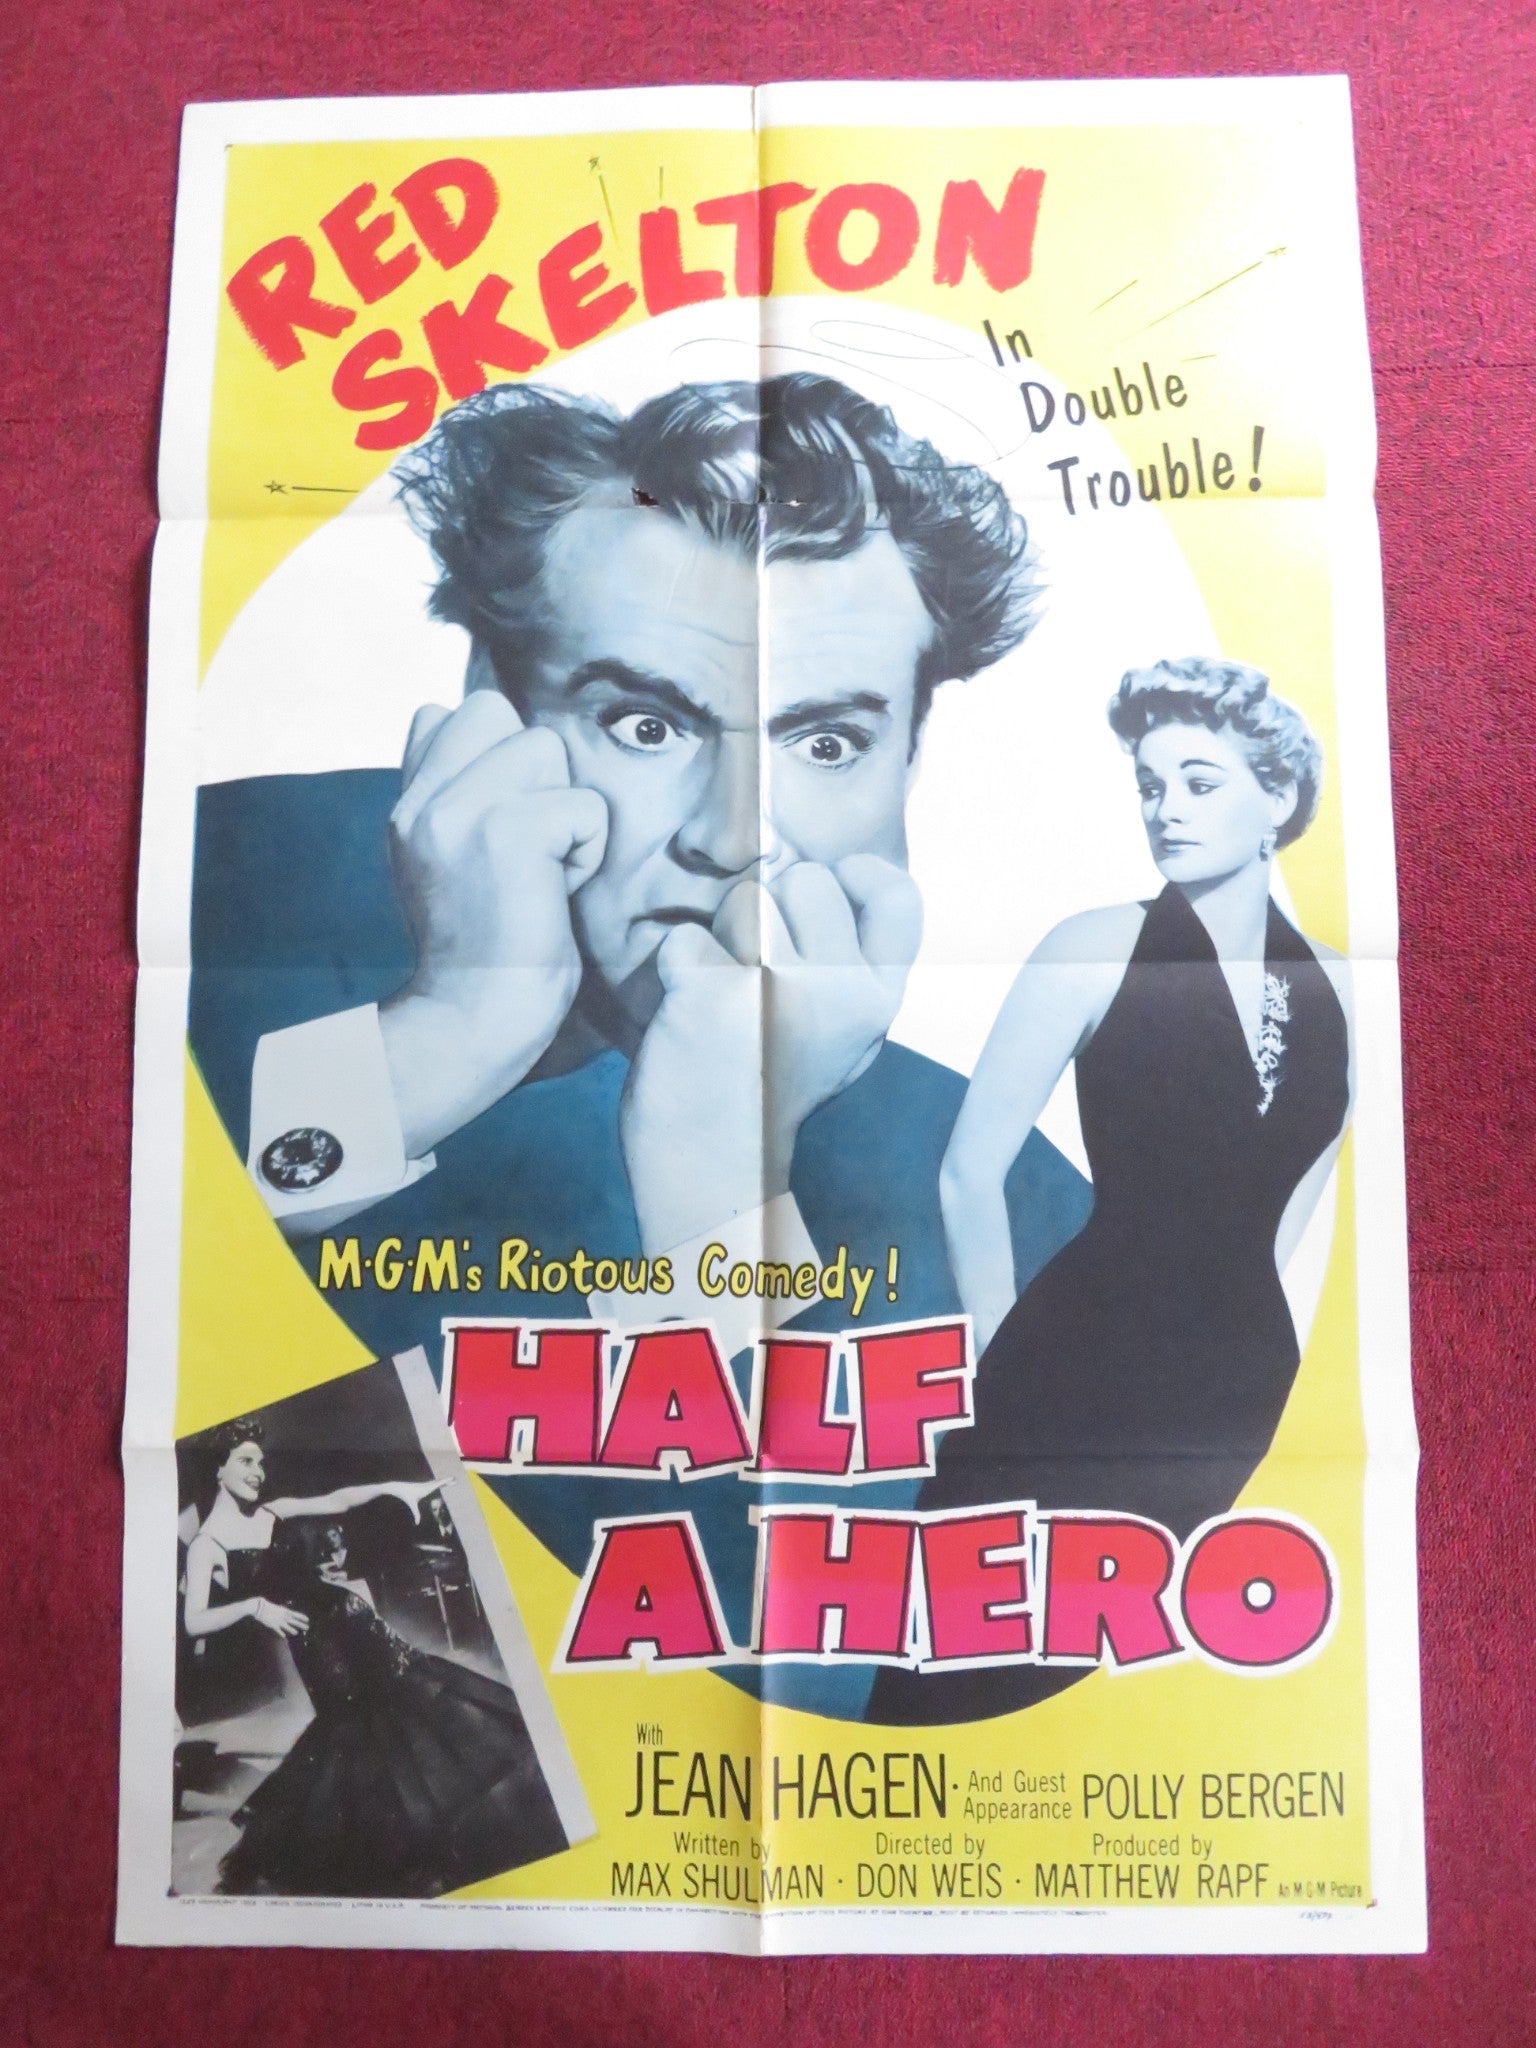 RED
SKELTON
In
Double
Trouble!
M·G·M's Riotous Comedy!
HALF
A HERO
With
JEAN HAGEN · And Guest Appearance POLLY BERGEN
Written by Directed by Produced by
MAX SHULMAN · DON WEIS · MATTHEW RAPF An M·G·M Picture